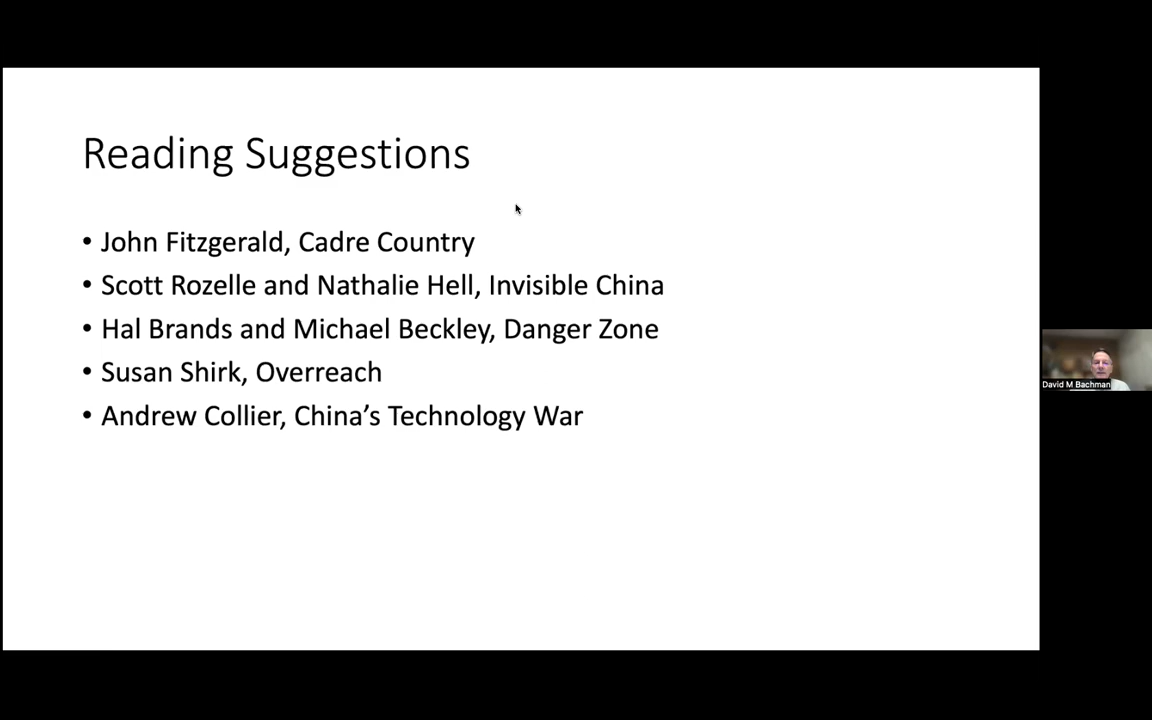 Reading Suggestions
• John Fitzgerald, Cadre Country
• Scott Rozelle and Nathalie Hell, Invisible China
• Hal Brands and Michael Beckley, Danger Zone
• Susan Shirk, Overreach
• Andrew Collier, China’s Technology War
David M Bachman